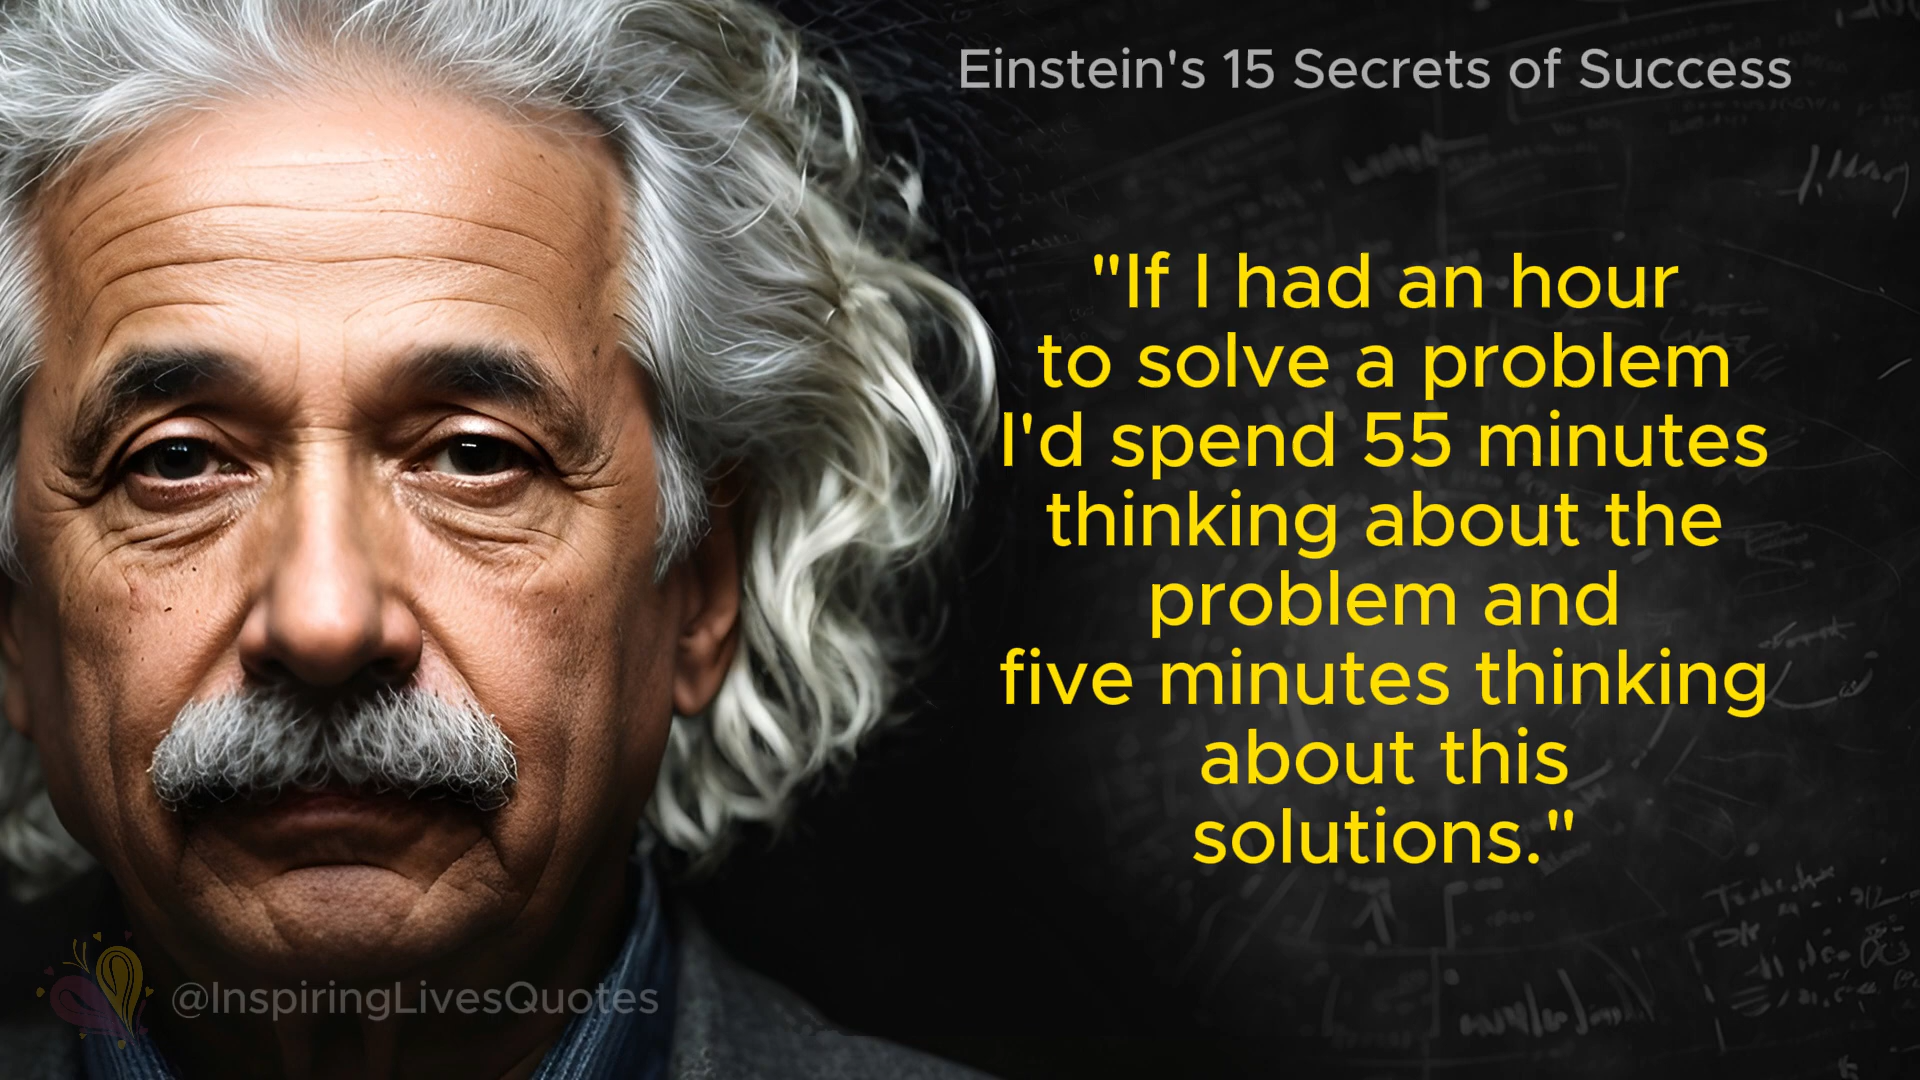 Einstein's 15 Secrets of Success
"If I had an hour
to solve a problem
I'd spend 55 minutes
thinking about the
problem and
five minutes thinking
about this
solutions."
@InspiringLivesQuotes